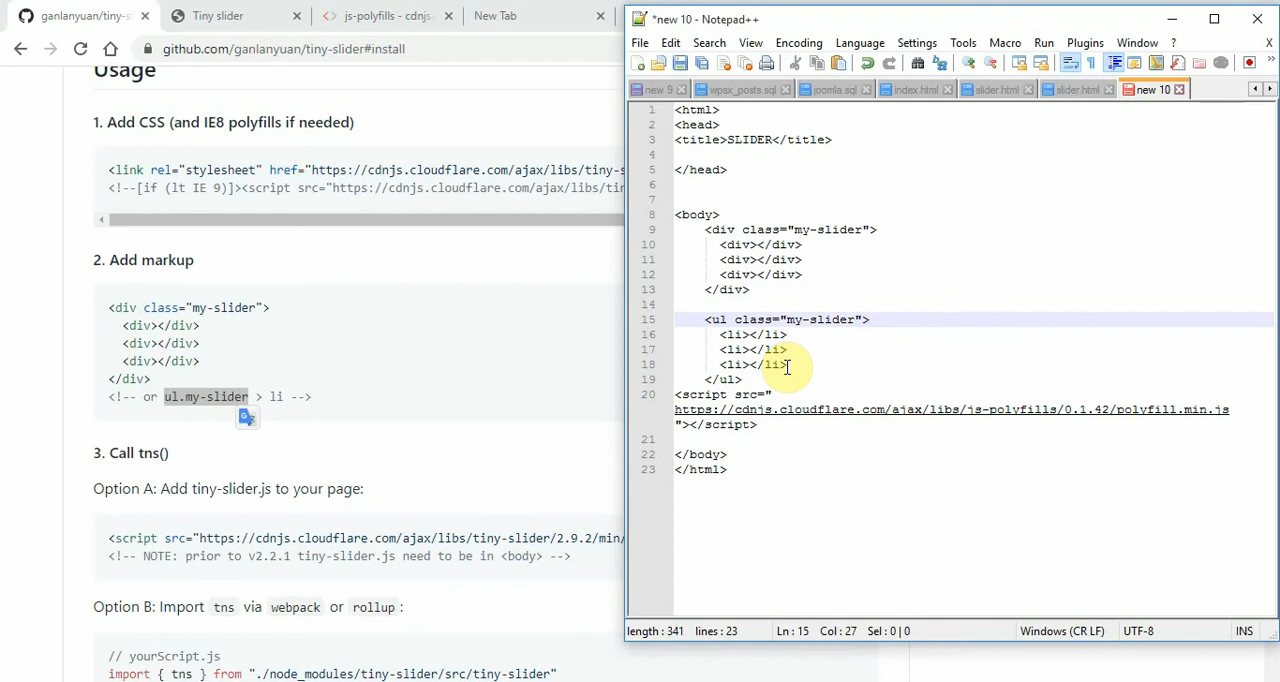 ganlanyuan/tiny-s
Tiny slider
js-polyfills - cdnjs.
New Tab
github.com/ganlanyuan/tiny-slider#install
Usage
1. Add CSS (and IE8 polyfills if needed)
<link rel="stylesheet" href="https://cdnjs.cloudflare.com/ajax/libs/tiny-s
<!--[if (lt IE 9)]><script src="https://cdnjs.cloudflare.com/ajax/libs/tin
2. Add markup
<div class="my-slider">
<div></div>
<div></div>
<div></div>
</div>
<!-- or ul.my-slider > li -->
3. Call tns()
Option A: Add tiny-slider.js to your page:
<script src="https://cdnjs.cloudflare.com/ajax/libs/tiny-slider/2.9.2/min/
<!-- NOTE: prior to v2.2.1 tiny-slider.js need to be in <body> -->
Option B: Import tns via webpack or rollup:
// yourScript.js
import { tns } from "./node_modules/tiny-slider/src/tiny-slider"
*new 10 - Notepad++
File Edit Search View Encoding Language Settings Tools Macro Run Plugins Window ? X
new 9 wpsx_posts.sql joomla.sql index.html slider.html slider.html new 10
1 <html>
2 <head>
3 <title>SLIDER</title>
4
5 </head>
6
7
8 <body>
9 <div class="my-slider">
10 <div></div>
11 <div></div>
12 <div></div>
13 </div>
14
15 <ul class="my-slider">
16 <li></li>
17 <li></li>
18 <li></li>
19 </ul>
20 <script src="
https://cdnjs.cloudflare.com/ajax/libs/js-polyfills/0.1.42/polyfill.min.js
"></script>
21
22 </body>
23 </html>
length : 341 lines : 23 Ln : 15 Col : 27 Sel : 0 | 0 Windows (CR LF) UTF-8 INS